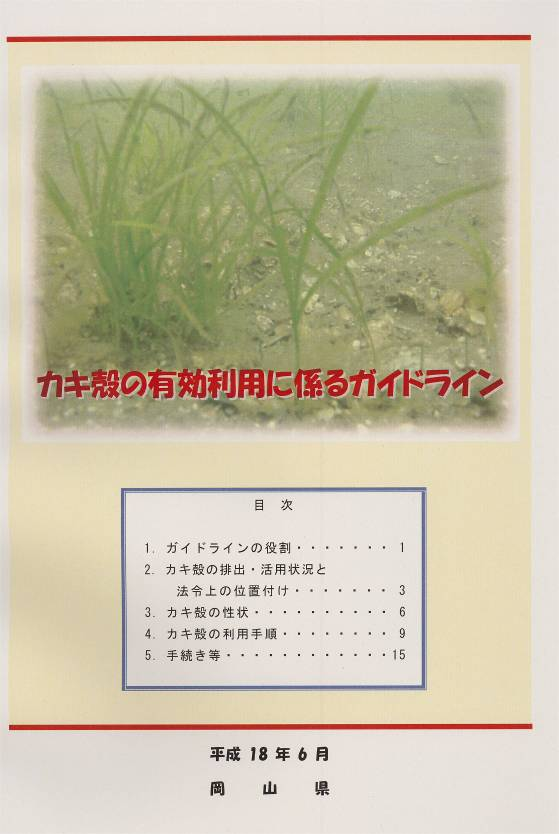 カキ殻の有効利用に係るガイドライン
目 次
1. ガイドラインの役割・・・・・・・ 1
2. カキ殻の排出・活用状況と
法令上の位置付け・・・・・・・ 3
3. カキ殻の性状・・・・・・・・・・ 6
4. カキ殻の利用手順・・・・・・・・ 9
5. 手続き等・・・・・・・・・・・・15
平成 18 年 6 月
岡 山 県